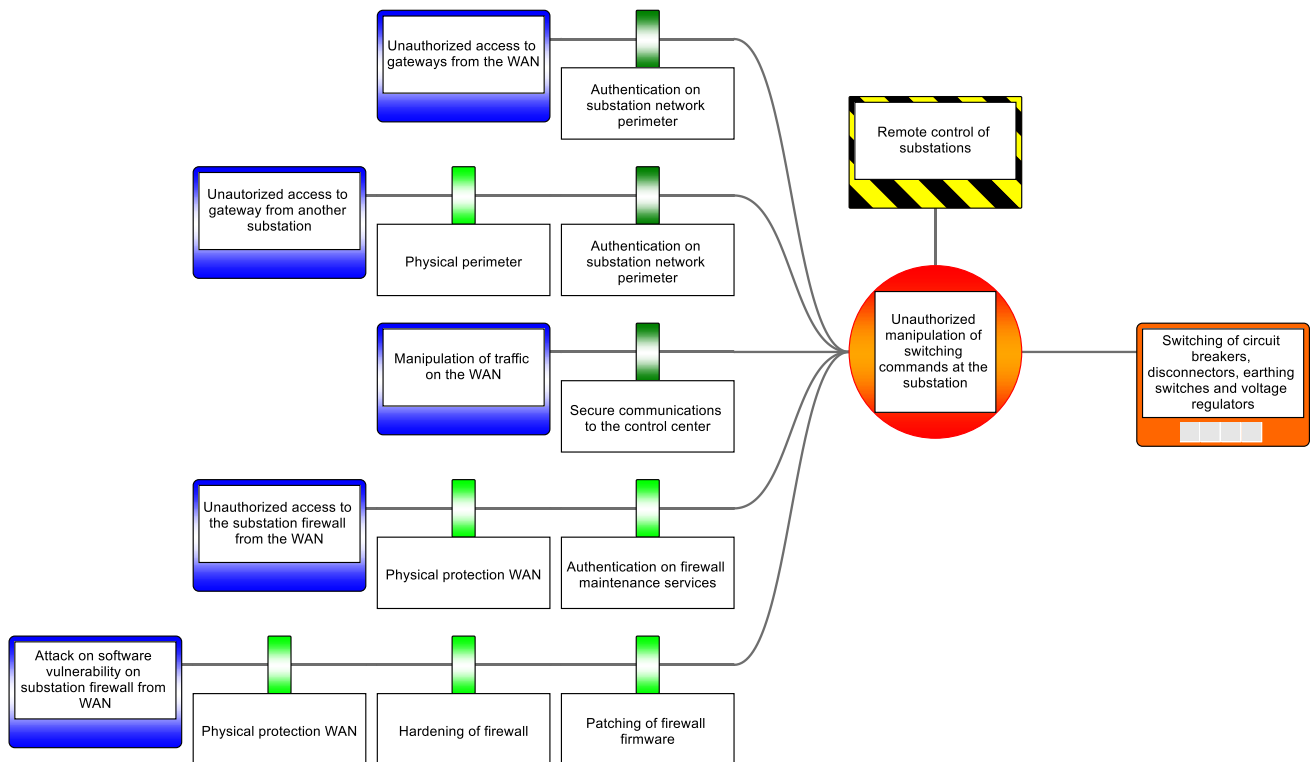 Unauthorized access to
gateways from the WAN
Authentication on
substation network
perimeter
Remote control of
substations
Unautorized access to
gateway from another
substation
Physical perimeter
Authentication on
substation network
perimeter
Manipulation of traffic
on the WAN
Secure communications
to the control center
Unauthorized
manipulation of
switching
commands at the
substation
Switching of circuit
breakers,
disconnectors, earthing
switches and voltage
regulators
Unauthorized access to
the substation firewall
from the WAN
Physical protection WAN
Authentication on firewall
maintenance services
Attack on software
vulnerability on
substation firewall from
WAN
Physical protection WAN
Hardening of firewall
Patching of firewall
firmware